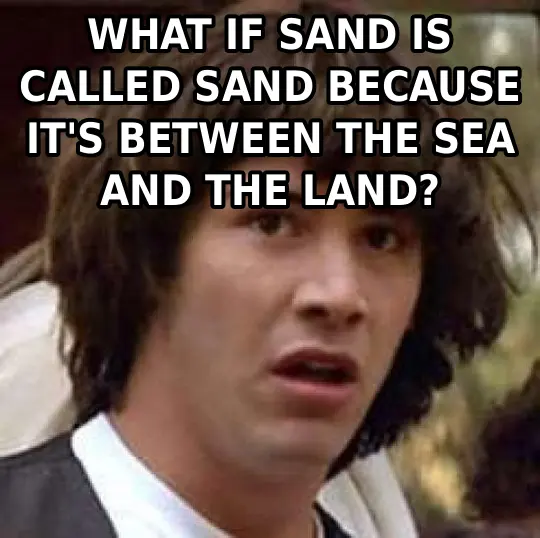 WHAT IF SAND IS
CALLED SAND BECAUSE
IT'S BETWEEN THE SEA
AND THE LAND?